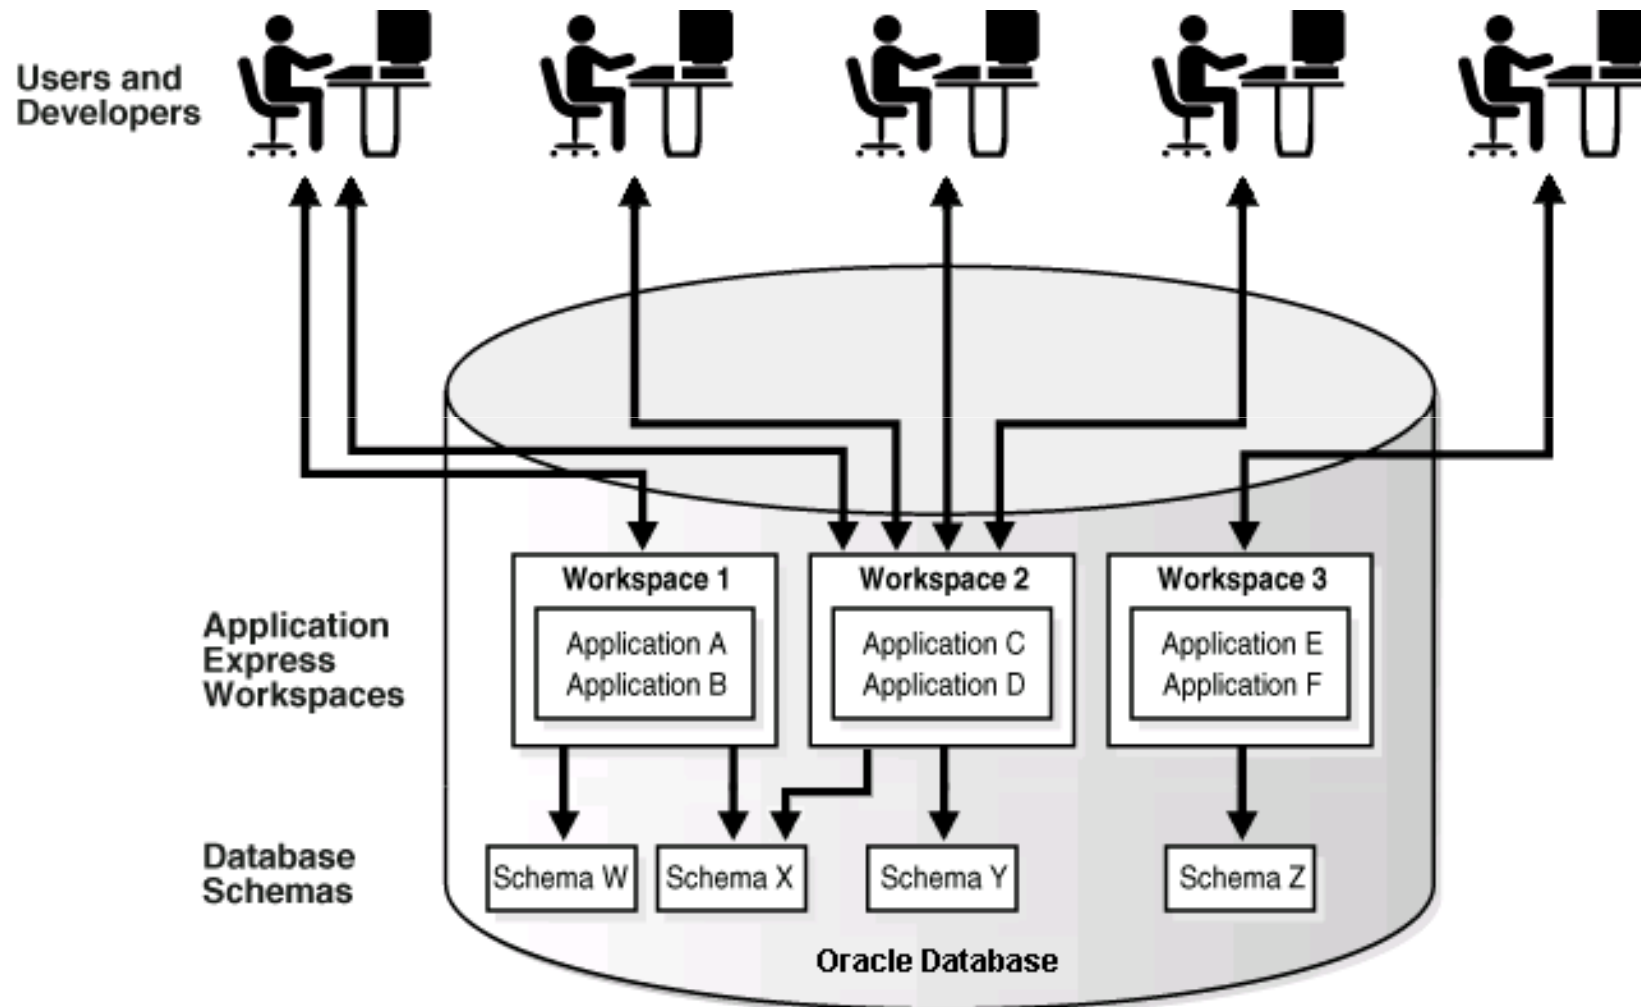 Users and
Developers
Workspace 1
Workspace 2
Workspace 3
Application
Express
Workspaces
Application A
Application B
Application C
Application D
Application E
Application F
Database
Schemas
Schema W
Schema X
Schema Y
Schema Z
Oracle Database